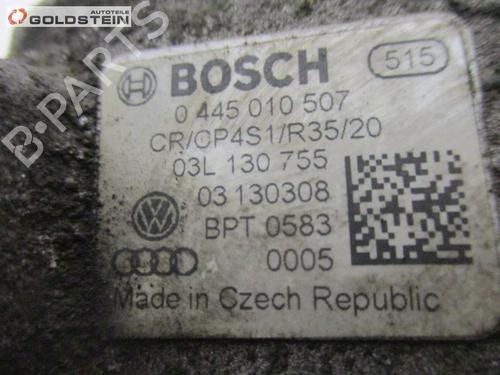 AUTOTEILE
GOLDSTEIN
BOSCH
515
0 445 010 507
CR/CP4S1/R35/20
03L 130 755
03 130308
BPT 0583
0005
Made in Czech Republic